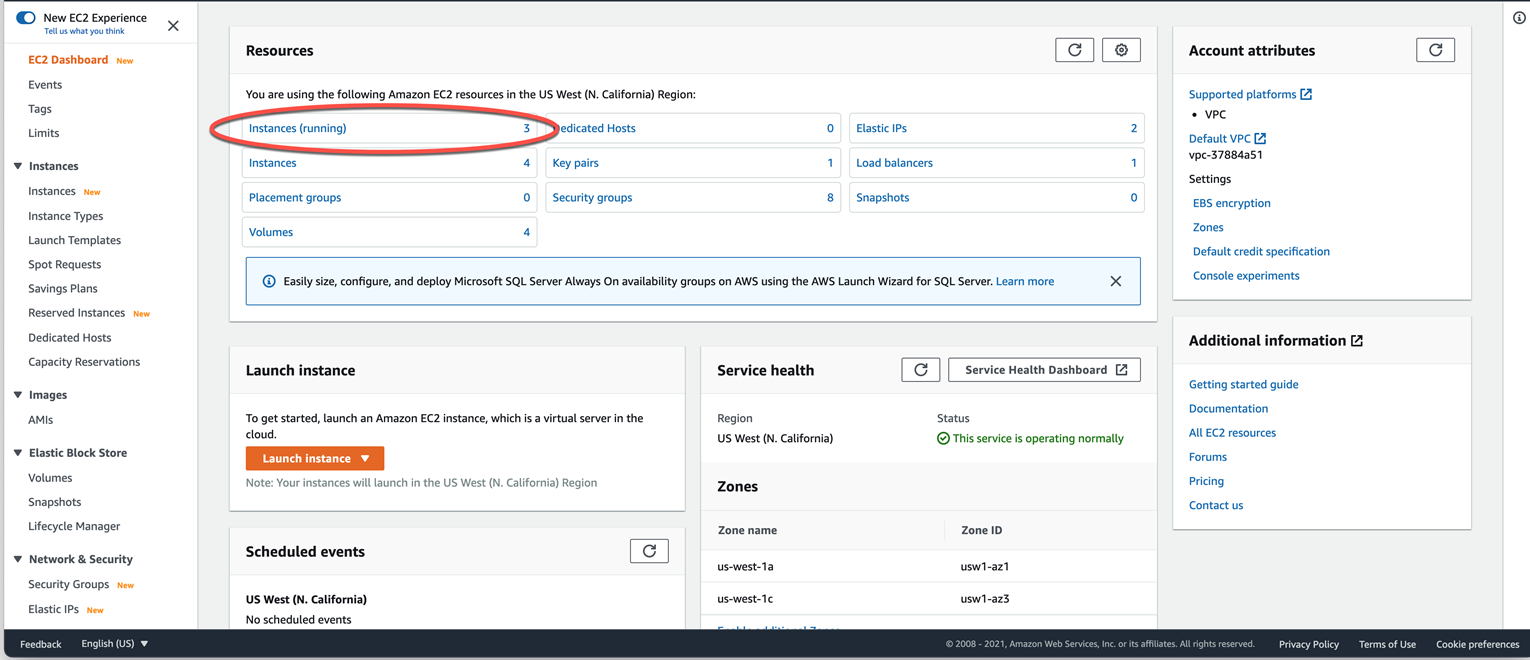 New EC2 Experience
Tell us what you think
EC2 Dashboard New
Events
Tags
Limits
Instances
Instances New
Instance Types
Launch Templates
Spot Requests
Savings Plans
Reserved Instances New
Dedicated Hosts
Capacity Reservations
Images
AMIs
Elastic Block Store
Volumes
Snapshots
Lifecycle Manager
Network & Security
Security Groups New
Elastic IPs New
Resources
You are using the following Amazon EC2 resources in the US West (N. California) Region:
Instances (running) 3
edicated Hosts 0
Elastic IPs 2
Instances 4
Key pairs 1
Load balancers 1
Placement groups 0
Security groups 8
Snapshots 0
Volumes 4
Easily size, configure, and deploy Microsoft SQL Server Always On availability groups on AWS using the AWS Launch Wizard for SQL Server. Learn more
Launch instance
To get started, launch an Amazon EC2 instance, which is a virtual server in the
cloud.
Launch instance
Note: Your instances will launch in the US West (N. California) Region
Scheduled events
US West (N. California)
No scheduled events
Service health
Service Health Dashboard
Region
US West (N. California)
Status
This service is operating normally
Zones
Zone name Zone ID
us-west-1a usw1-az1
us-west-1c usw1-az3
Enable additional Zones
Account attributes
Supported platforms
• VPC
Default VPC
vpc-37884a51
Settings
EBS encryption
Zones
Default credit specification
Console experiments
Additional information
Getting started guide
Documentation
All EC2 resources
Forums
Pricing
Contact us
Feedback English (US)
© 2008 - 2021, Amazon Web Services, Inc. or its affiliates. All rights reserved. Privacy Policy Terms of Use Cookie preferences